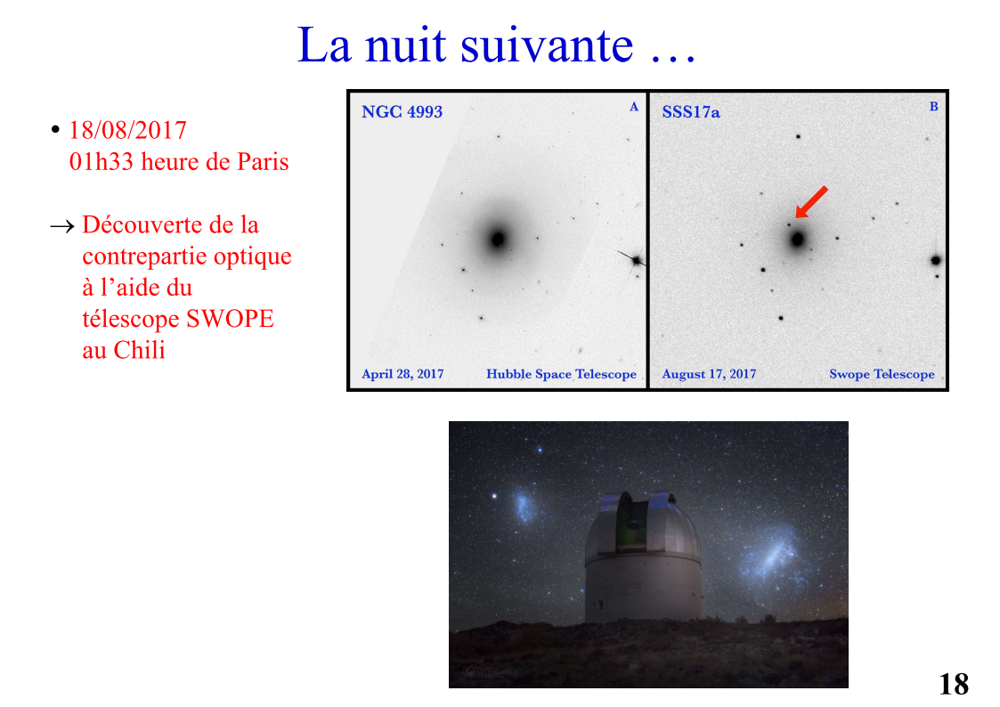 La nuit suivante …
• 18/08/2017
01h33 heure de Paris
→ Découverte de la
contrepartie optique
à l’aide du
télescope SWOPE
au Chili
NGC 4993
A
April 28, 2017
Hubble Space Telescope
SSS17a
B
August 17, 2017
Swope Telescope
18